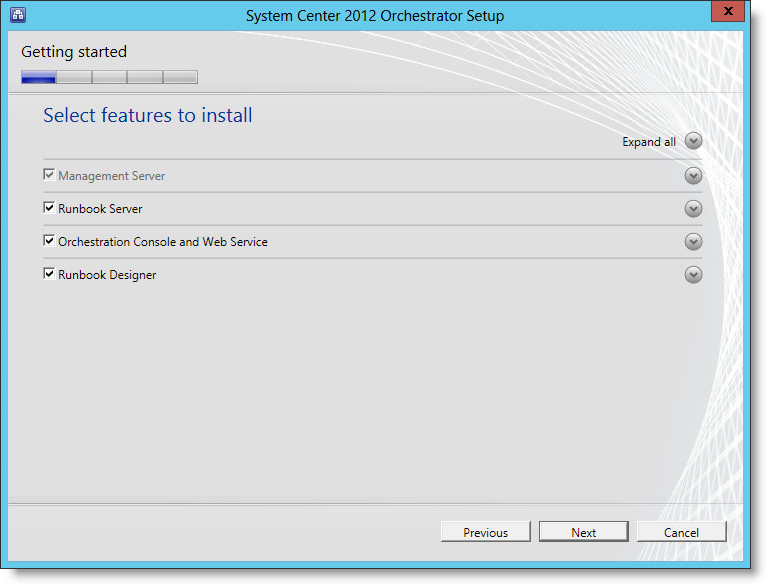 System Center 2012 Orchestrator Setup
x
Getting started
Select features to install
Expand all
Management Server
Runbook Server
Orchestration Console and Web Service
Runbook Designer
Previous
Next
Cancel